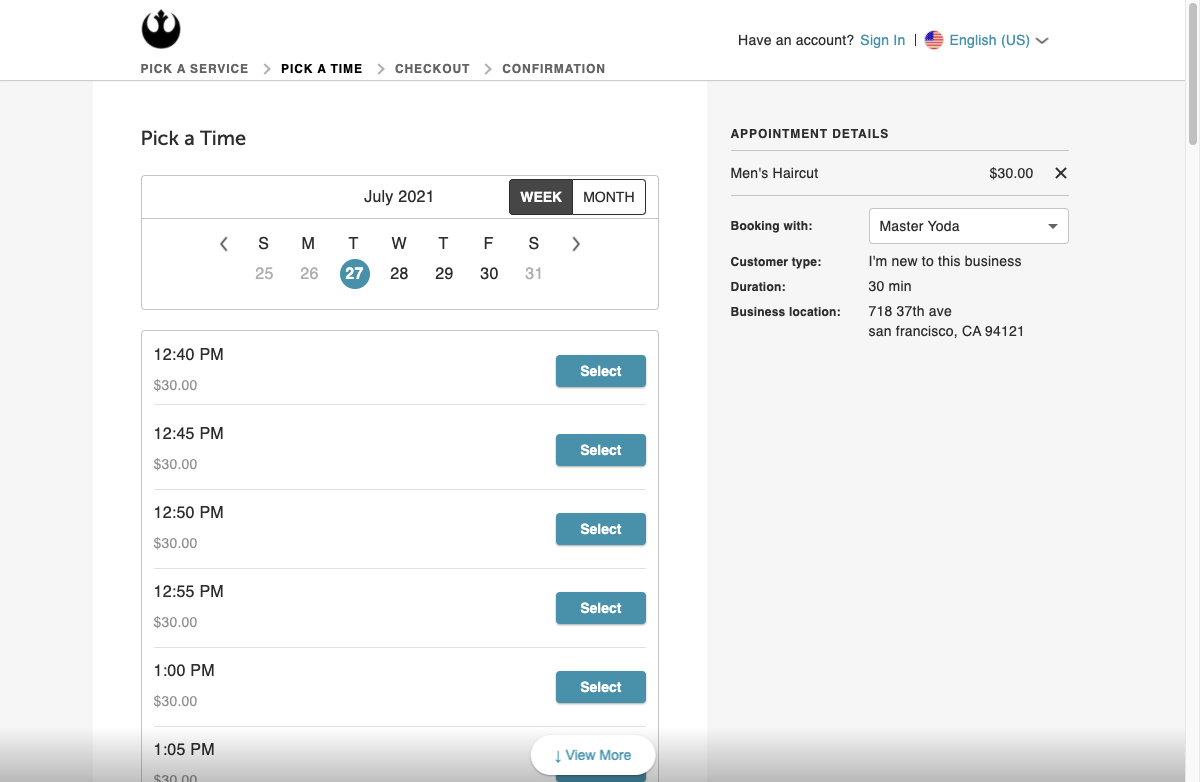 Have an account? Sign In | English (US)
PICK A SERVICE > PICK A TIME > CHECKOUT > CONFIRMATION
Pick a Time
July 2021 WEEK MONTH
S M T W T F S
25 26 27 28 29 30 31
12:40 PM
$30.00
Select
12:45 PM
$30.00
Select
12:50 PM
$30.00
Select
12:55 PM
$30.00
Select
1:00 PM
$30.00
Select
1:05 PM
$30.00
↓ View More
APPOINTMENT DETAILS
Men's Haircut $30.00
Booking with: Master Yoda
Customer type: I'm new to this business
Duration: 30 min
Business location: 718 37th ave
san francisco, CA 94121